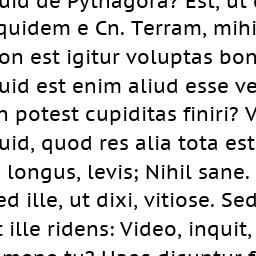 uid de Pythagora? Est, ut
quidem e Cn. Terram, mihi
on est igitur voluptas bon
uid est enim aliud esse ve
n potest cupiditas finiri? V
uid, quod res alia tota est
longus, levis; Nihil sane.
ed ille, ut dixi, vitiose. Sed
ille ridens: Video, inquit,